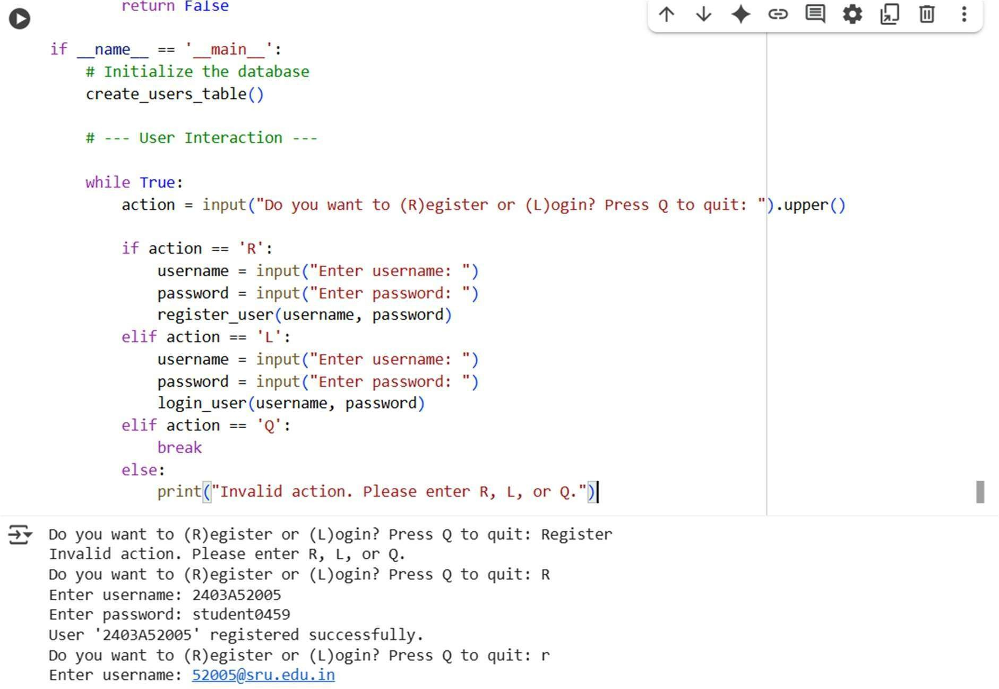 return False

if __name__ == '__main__':
    # Initialize the database
    create_users_table()

    # --- User Interaction ---

    while True:
        action = input("Do you want to (R)egister or (L)ogin? Press Q to quit: ").upper()

        if action == 'R':
            username = input("Enter username: ")
            password = input("Enter password: ")
            register_user(username, password)
        elif action == 'L':
            username = input("Enter username: ")
            password = input("Enter password: ")
            login_user(username, password)
        elif action == 'Q':
            break
        else:
            print("Invalid action. Please enter R, L, or Q.")
Do you want to (R)egister or (L)ogin? Press Q to quit: Register
Invalid action. Please enter R, L, or Q.
Do you want to (R)egister or (L)ogin? Press Q to quit: R
Enter username: 2403A52005
Enter password: student0459
User '2403A52005' registered successfully.
Do you want to (R)egister or (L)ogin? Press Q to quit: r
Enter username: 52005@sru.edu.in